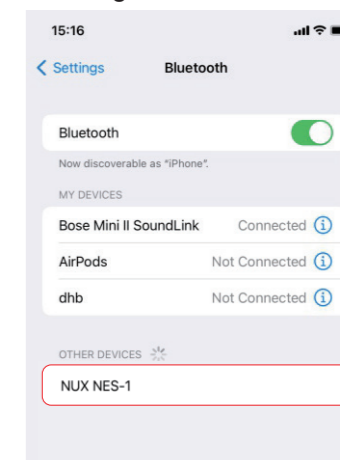 15:16
Settings Bluetooth
Bluetooth
Now discoverable as "iPhone".
MY DEVICES
Bose Mini II SoundLink Connected
AirPods Not Connected
dhb Not Connected
OTHER DEVICES
NUX NES-1